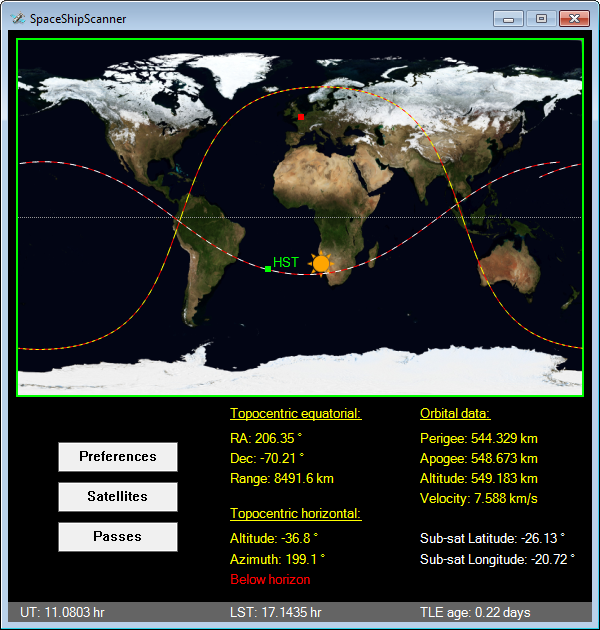 SpaceShipScanner
HST
Preferences
Satellites
Passes
Topocentric equatorial:
RA: 206.35 °
Dec: -70.21 °
Range: 8491.6 km
Topocentric horizontal:
Altitude: -36.8 °
Azimuth: 199.1 °
Below horizon
Orbital data:
Perigee: 544.329 km
Apogee: 548.673 km
Altitude: 549.183 km
Velocity: 7.588 km/s
Sub-sat Latitude: -26.13 °
Sub-sat Longitude: -20.72 °
UT: 11.0803 hr
LST: 17.1435 hr
TLE age: 0.22 days